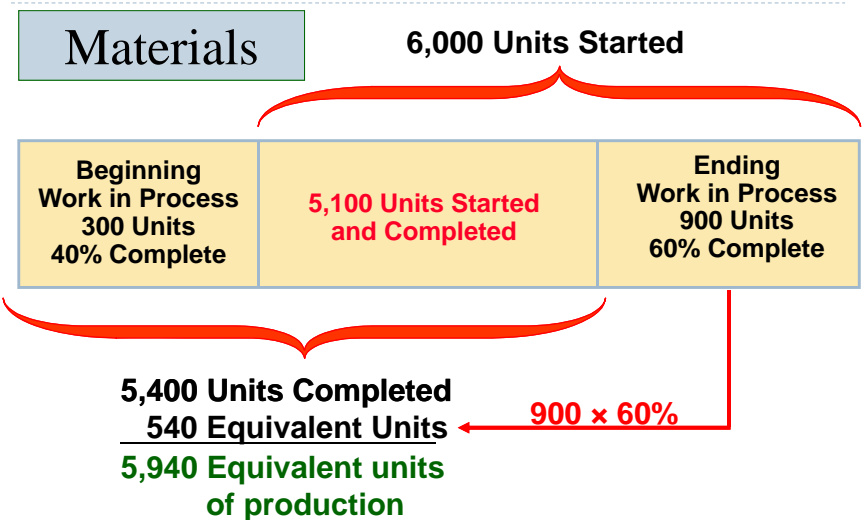 Materials
6,000 Units Started
Beginning
Work in Process
300 Units
40% Complete
5,100 Units Started
and Completed
Ending
Work in Process
900 Units
60% Complete
5,400 Units Completed
540 Equivalent Units
900 × 60%
5,940 Equivalent units
of production